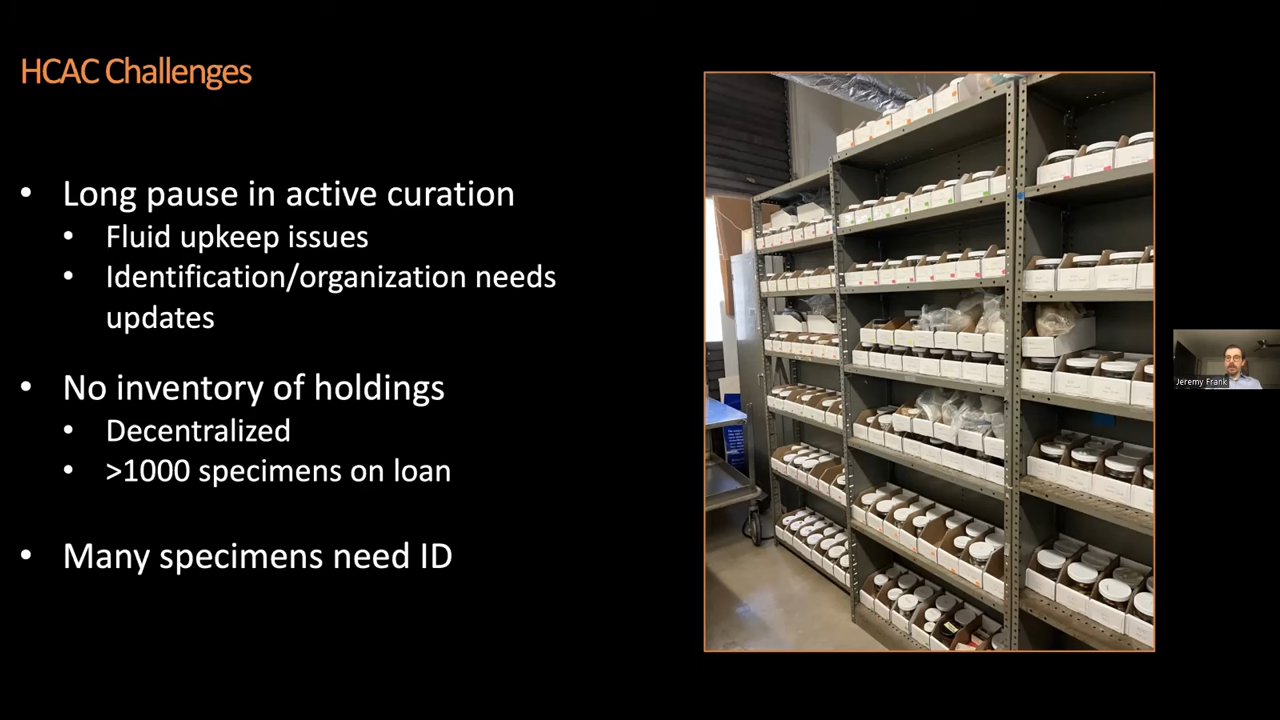 HCAC Challenges
• Long pause in active curation
• Fluid upkeep issues
• Identification/organization needs
updates
• No inventory of holdings
• Decentralized
• >1000 specimens on loan
• Many specimens need ID
Jeremy Frank